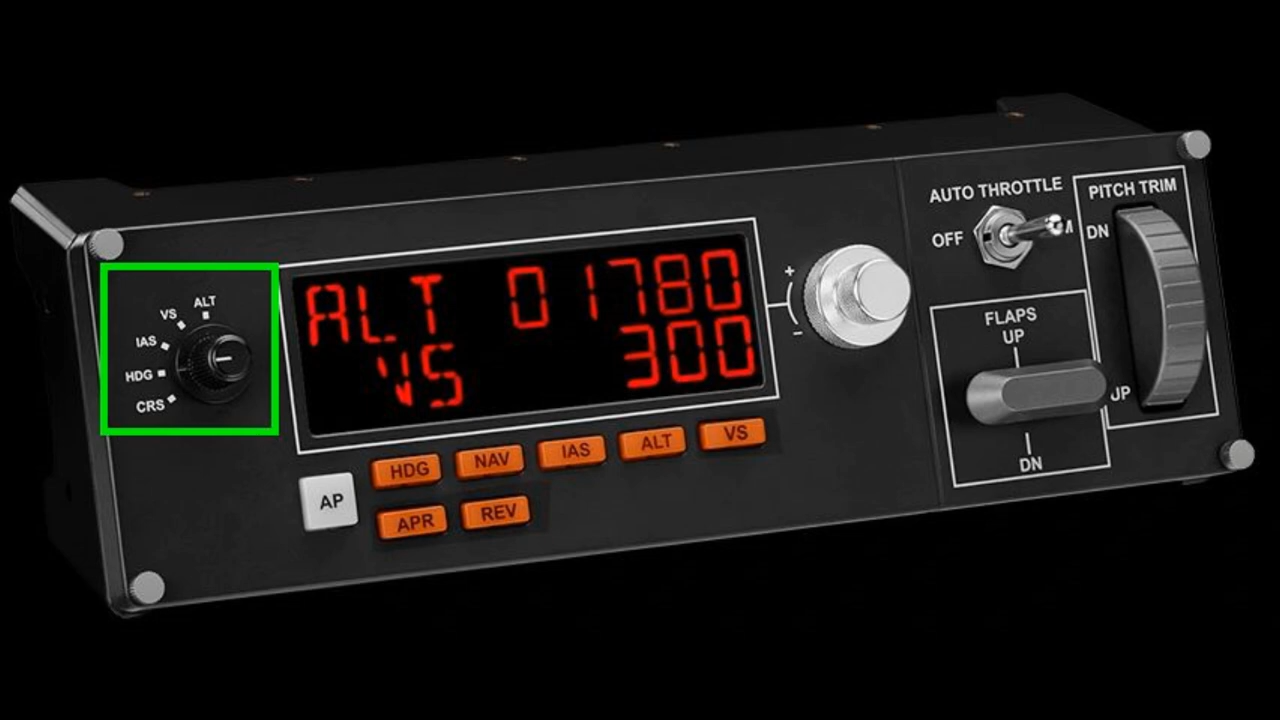 ALT
VS
IAS
HDG
CRS
ALT 01780
VS 300
+
-
AP
HDG NAV IAS ALT VS
APR REV
AUTO THROTTLE
OFF
PITCH TRIM
DN
UP
FLAPS
UP
DN